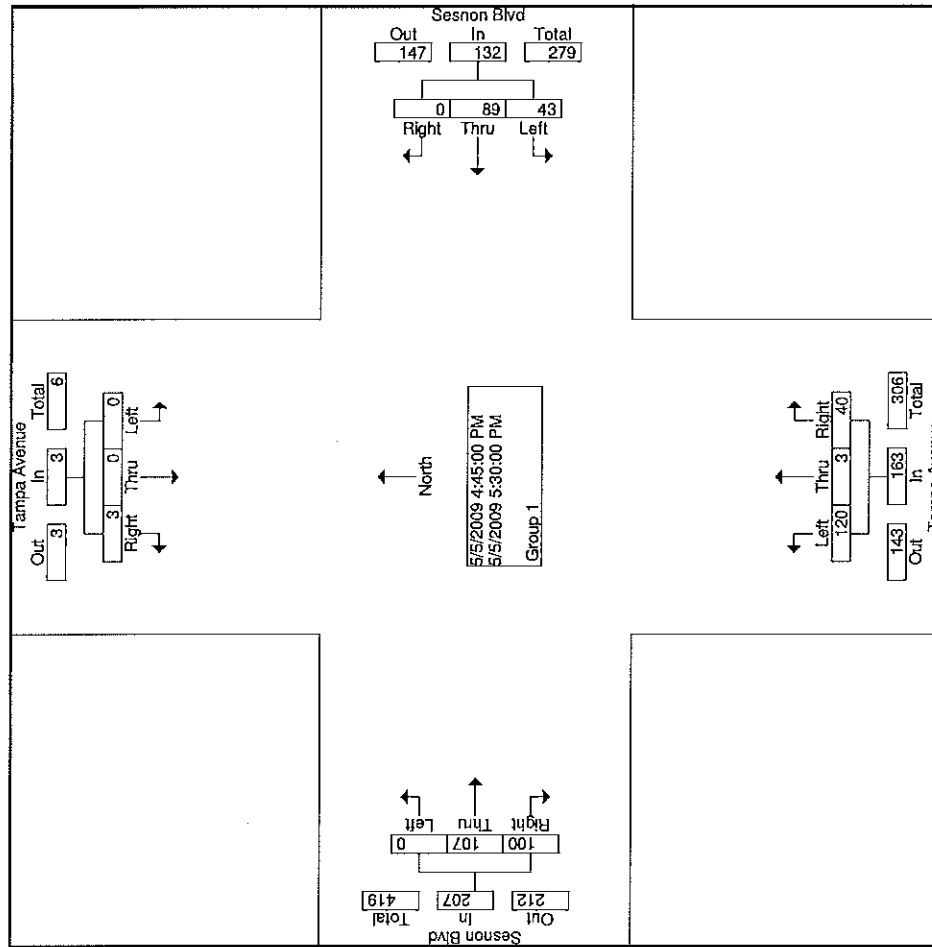 Sesnon Blvd
Out In Total
147 132 279
0 89 43
Right Thru Left
Tampa Avenue
Out In Total
3 3 6
3 0 0
Right Thru Left
North
5/5/2009 4:45:00 PM
5/5/2009 5:30:00 PM
Group 1
Left Thru Right
120 3 40
143 163 306
Out In Total
Left Thru Right
0 107 100
419 207 212
Total In Out
Sesnon Blvd